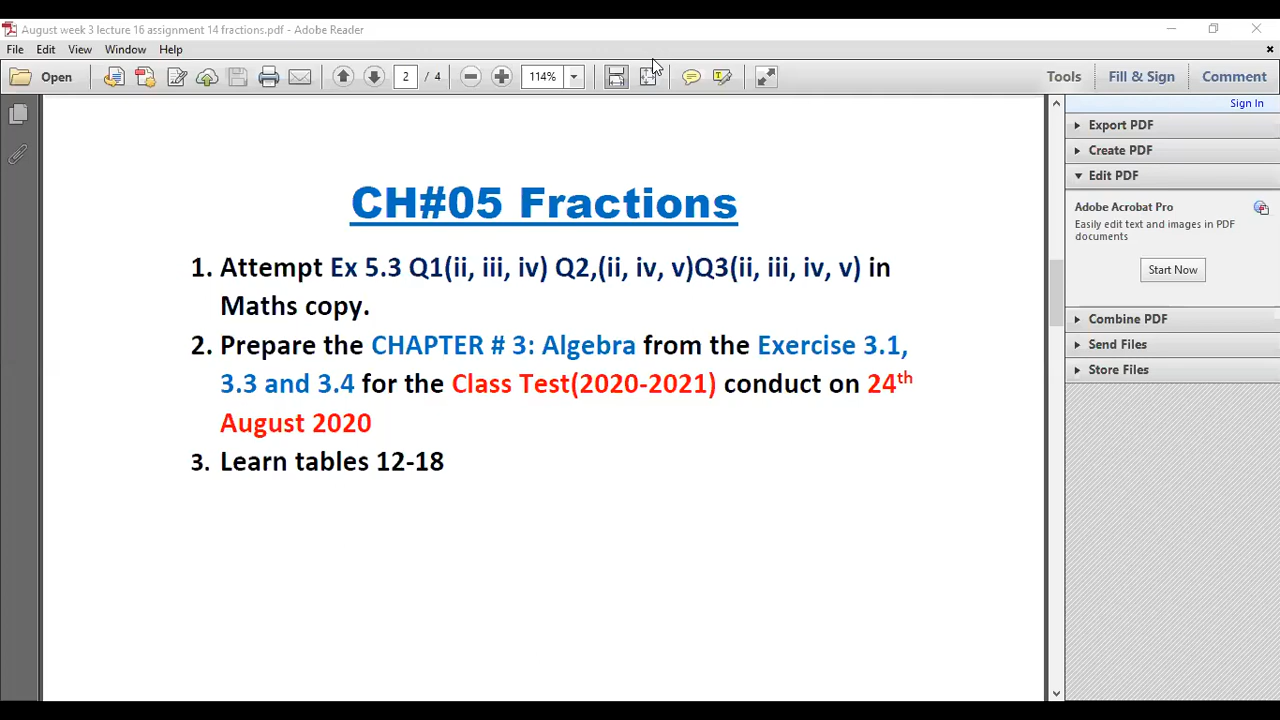 August week 3 lecture 16 assignment 14 fractions.pdf - Adobe Reader
File Edit View Window Help
Open 2 / 4 114% Tools Fill & Sign Comment
Sign In
Export PDF
Create PDF
Edit PDF
Adobe Acrobat Pro
Easily edit text and images in PDF
documents
Start Now
Combine PDF
Send Files
Store Files
CH#05 Fractions
1. Attempt Ex 5.3 Q1(ii, iii, iv) Q2,(ii, iv, v)Q3(ii, iii, iv, v) in
Maths copy.
2. Prepare the CHAPTER # 3: Algebra from the Exercise 3.1,
3.3 and 3.4 for the Class Test(2020-2021) conduct on 24th
August 2020
3. Learn tables 12-18